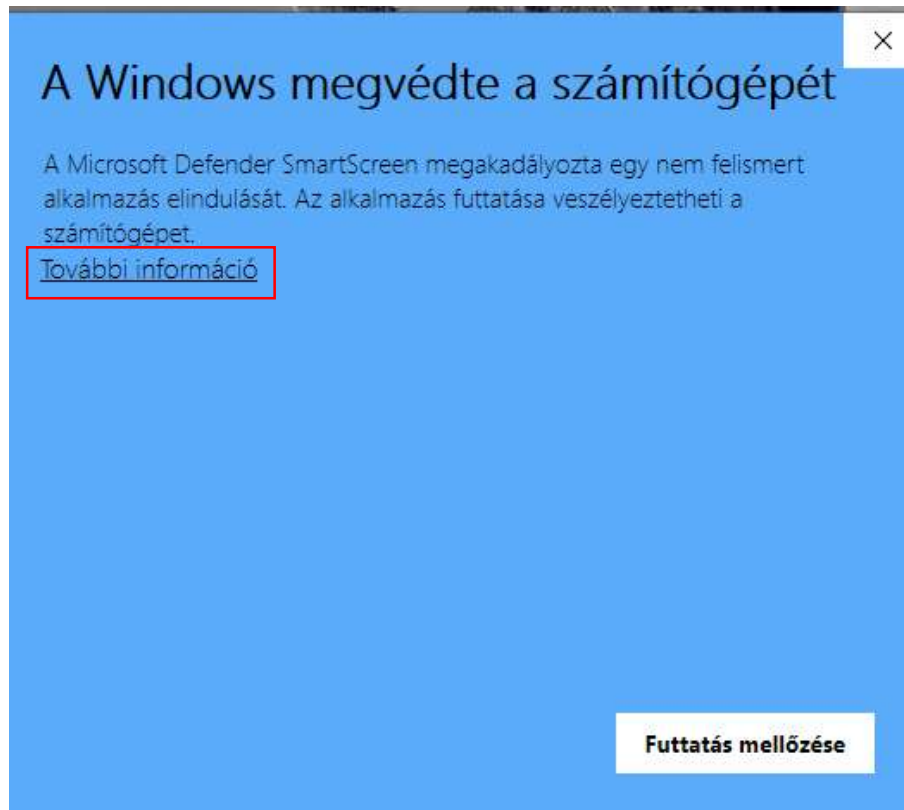 A Windows megvédte a számítógépét
A Microsoft Defender SmartScreen megakadályozta egy nem felismert
alkalmazás elindulását. Az alkalmazás futtatása veszélyeztetheti a
számítógépet.
További információ
Futtatás mellőzése